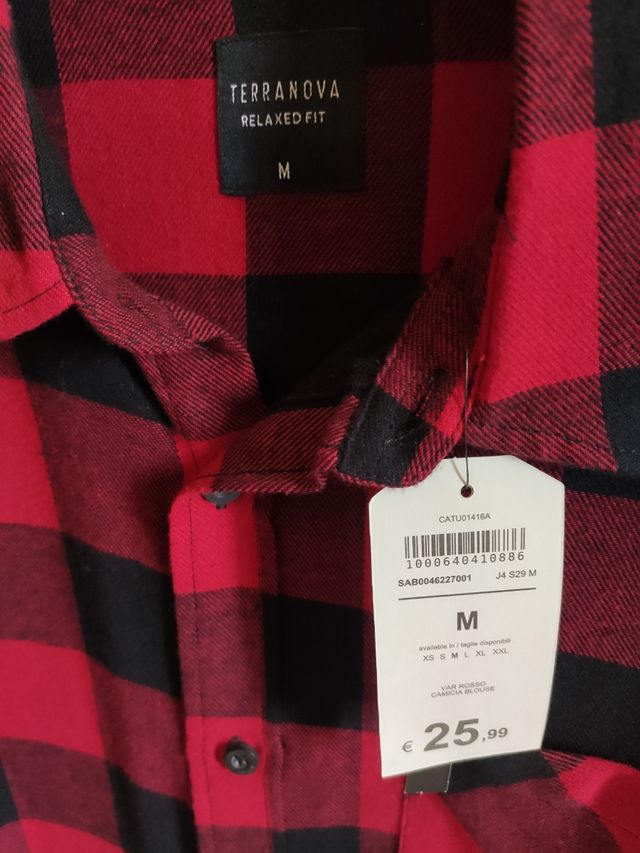 TERRANOVA
RELAXED FIT
M
CATU01416A
1000640410886
SAB0046227001 J4 S29 M
M
available in / taglie disponibili
XS S M L XL XXL
VAR ROSSO
CAMICIA BLOUSE
€ 25,99